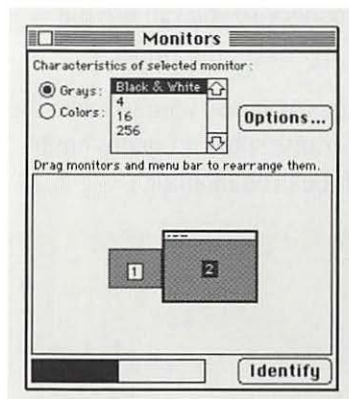 Monitors
Characteristics of selected monitor:
Grays:
Colors:
Black & White
4
16
256
Options...
Drag monitors and menu bar to rearrange them.
1
2
Identify